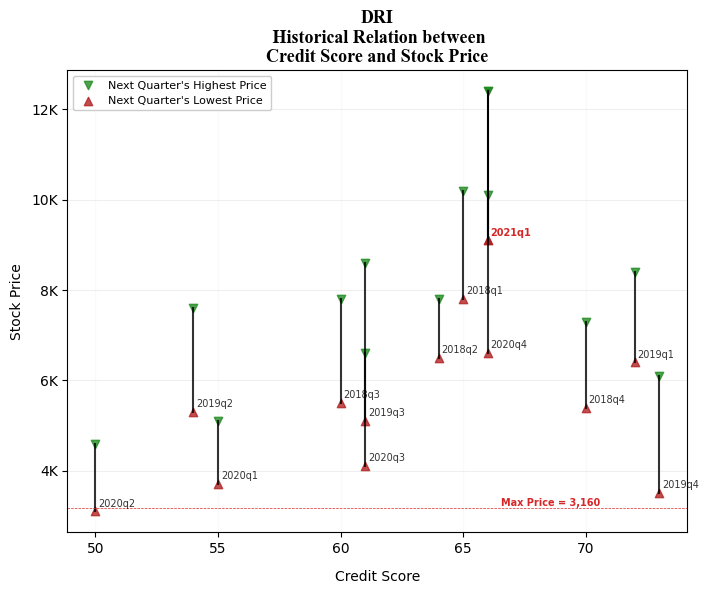 DRI
Historical Relation between
Credit Score and Stock Price
Next Quarter's Highest Price
Next Quarter's Lowest Price
12K
10K
8K
6K
4K
Stock Price
2021q1
2018q1
2020q4
2018q2
2019q1
2018q3
2018q4
2019q2
2019q3
2020q3
2020q1
2019q4
2020q2
Max Price = 3,160
50
55
60
65
70
Credit Score